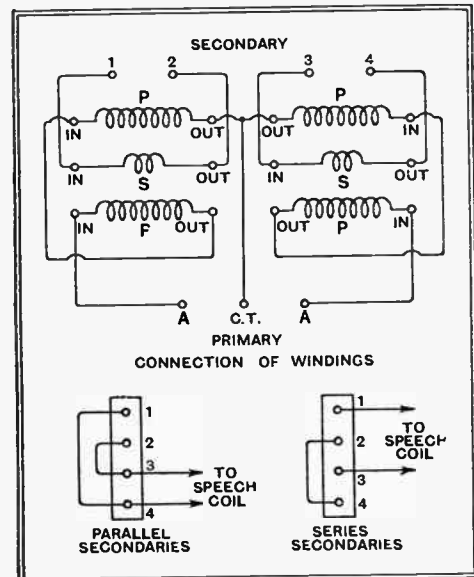 SECONDARY
1 2 3 4
P P
IN OUT OUT IN
S S
IN OUT IN OUT
IN F OUT OUT P IN
A C.T. A
PRIMARY
CONNECTION OF WINDINGS
1
2
3
4
TO
SPEECH
COIL
PARALLEL
SECONDARIES
1
2
3
4
TO
SPEECH
COIL
SERIES
SECONDARIES